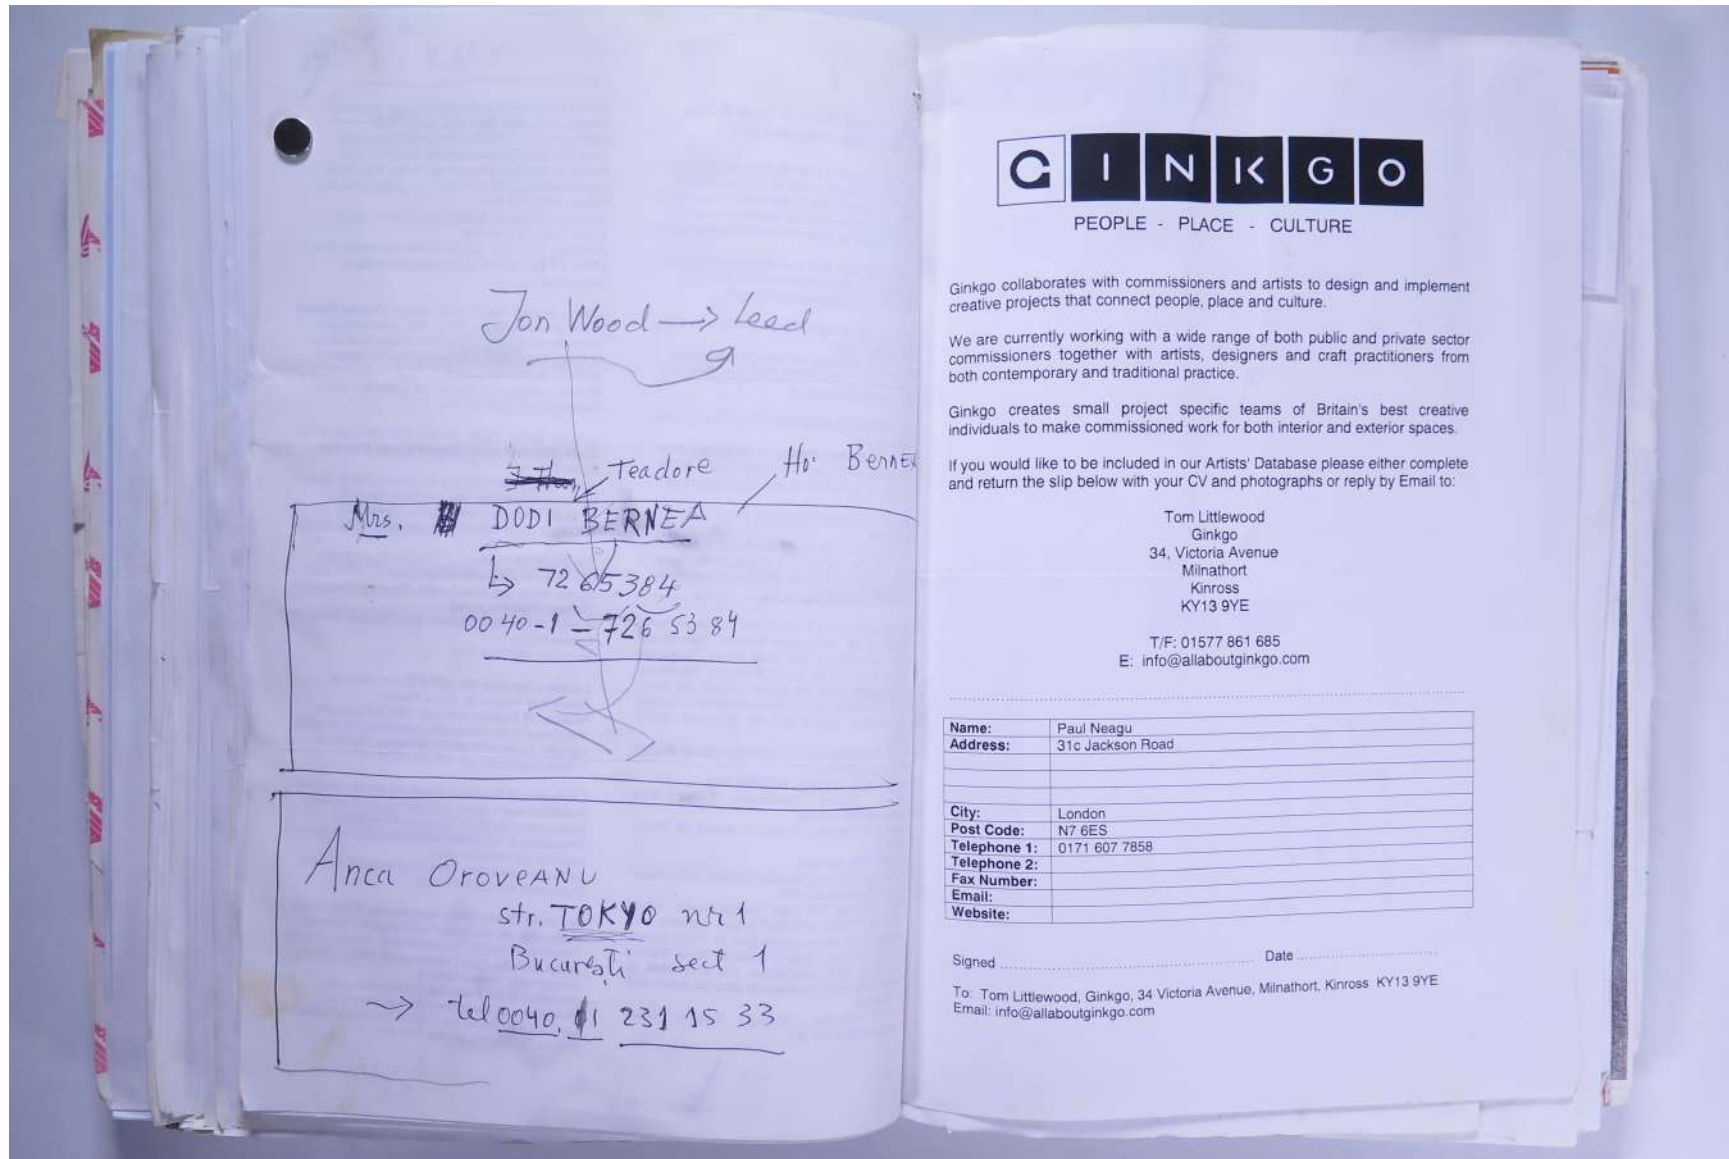 Jon Wood → Lead
Teadore
Ho. Bernea
Mrs. DODI BERNEA
↳ 72 65384
0040-1-726 53 84
Anca OroveANU
str. TOKYO nr 1
București sect 1
→ tel 0040. 1 231 15 33
GINKGO
PEOPLE - PLACE - CULTURE
Ginkgo collaborates with commissioners and artists to design and implement
creative projects that connect people, place and culture.
We are currently working with a wide range of both public and private sector
commissioners together with artists, designers and craft practitioners from
both contemporary and traditional practice.
Ginkgo creates small project specific teams of Britain's best creative
individuals to make commissioned work for both interior and exterior spaces.
If you would like to be included in our Artists' Database please either complete
and return the slip below with your CV and photographs or reply by Email to:
Tom Littlewood
Ginkgo
34, Victoria Avenue
Milnathort
Kinross
KY13 9YE
T/F: 01577 861 685
E: info@allaboutginkgo.com
Name: Paul Neagu
Address: 31c Jackson Road
City: London
Post Code: N7 6ES
Telephone 1: 0171 607 7858
Telephone 2:
Fax Number:
Email:
Website:
Signed Date
To: Tom Littlewood, Ginkgo, 34 Victoria Avenue, Milnathort, Kinross KY13 9YE
Email: info@allaboutginkgo.com